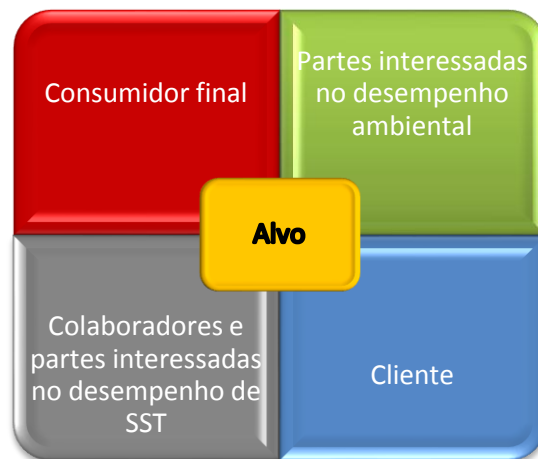 Consumidor final
Partes interessadas
no desempenho
ambiental
Alvo
Colaboradores e
partes interessadas
no desempenho de
SST
Cliente